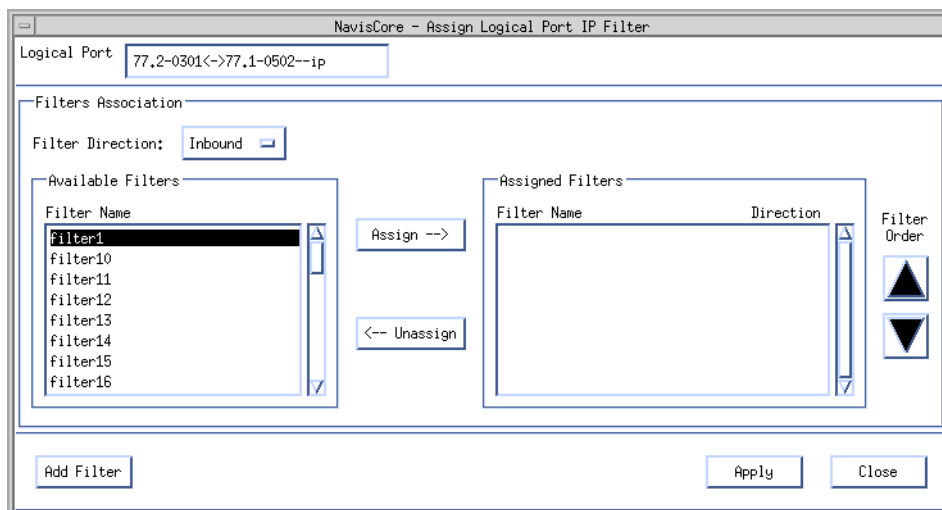 NavisCore - Assign Logical Port IP Filter
Logical Port 77.2-0301<->77.1-0502--ip
Filters Association
Filter Direction: Inbound
Available Filters
Filter Name
filter1
filter10
filter11
filter12
filter13
filter14
filter15
filter16
Assign -->
<-- Unassign
Assigned Filters
Filter Name Direction
Filter
Order
Add Filter Apply Close